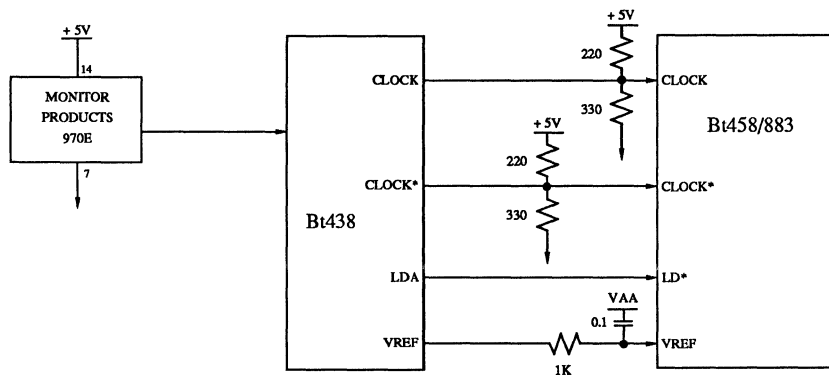 + 5V
14
MONITOR
PRODUCTS
970E
7
Bt438
CLOCK
CLOCK*
LDA
VREF
+ 5V
220
330
+ 5V
220
330
VAA
0.1
1K
Bt458/883
CLOCK
CLOCK*
LD*
VREF